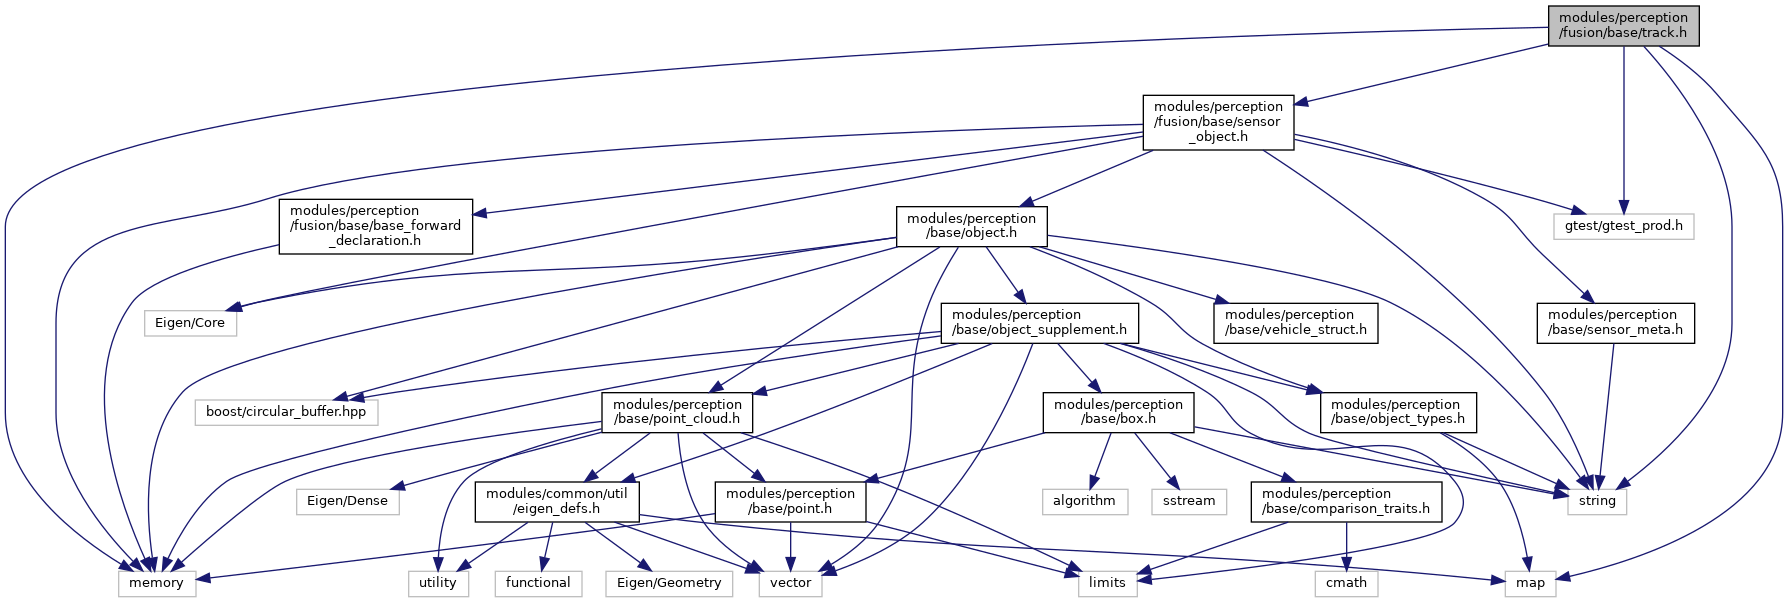 modules/perception
/fusion/base/track.h
modules/perception
/fusion/base/sensor
_object.h
modules/perception
/fusion/base/base_forward
_declaration.h
modules/perception
/base/object.h
gtest/gtest_prod.h
Eigen/Core
modules/perception
/base/object_supplement.h
modules/perception
/base/vehicle_struct.h
modules/perception
/base/sensor_meta.h
boost/circular_buffer.hpp
modules/perception
/base/point_cloud.h
modules/perception
/base/box.h
modules/perception
/base/object_types.h
Eigen/Dense
modules/common/util
/eigen_defs.h
modules/perception
/base/point.h
algorithm
sstream
modules/perception
/base/comparison_traits.h
string
memory
utility
functional
Eigen/Geometry
vector
limits
cmath
map